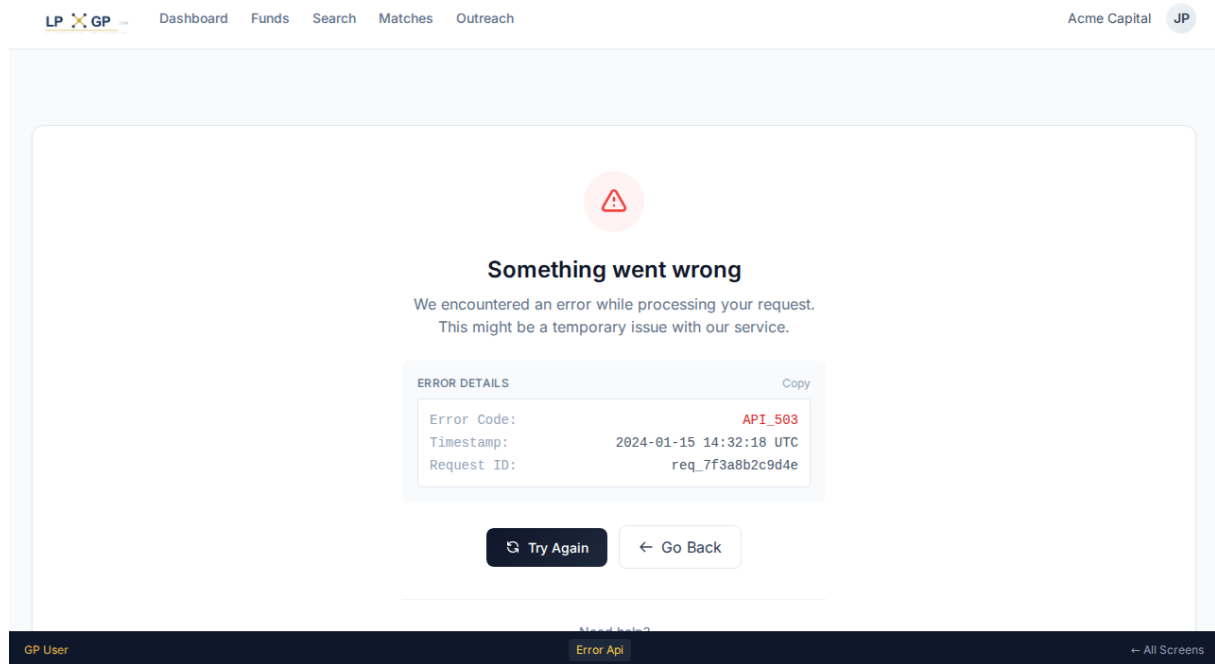 LP GP
Dashboard Funds Search Matches Outreach
Acme Capital JP
Something went wrong
We encountered an error while processing your request.
This might be a temporary issue with our service.
ERROR DETAILS Copy
Error Code: API_503
Timestamp: 2024-01-15 14:32:18 UTC
Request ID: req_7f3a8b2c9d4e
Try Again
← Go Back
Need help?
GP User Error Api ← All Screens